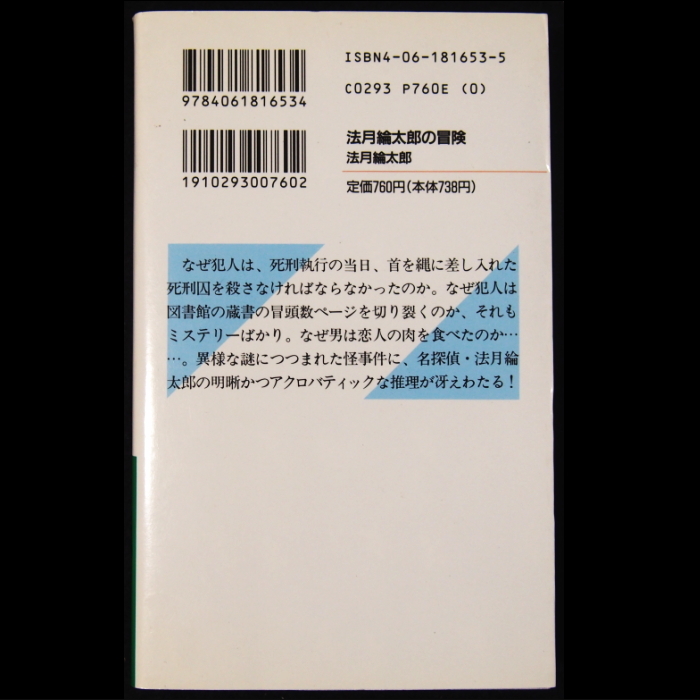 ISBN4-06-181653-5
9784061816534
C0293 P760E (0)
法月綸太郎の冒険
法月綸太郎
1910293007602
定価760円(本体738円)
なぜ犯人は、死刑執行の当日、首を縄に差し入れた
死刑囚を殺さなければならなかったのか。なぜ犯人は
図書館の蔵書の冒頭数ページを切り裂くのか、それも
ミステリーばかり。なぜ男は恋人の肉を食べたのか…
…。異様な謎につつまれた怪事件に、名探偵・法月綸
太郎の明晰かつアクロバティックな推理が冴えわたる!